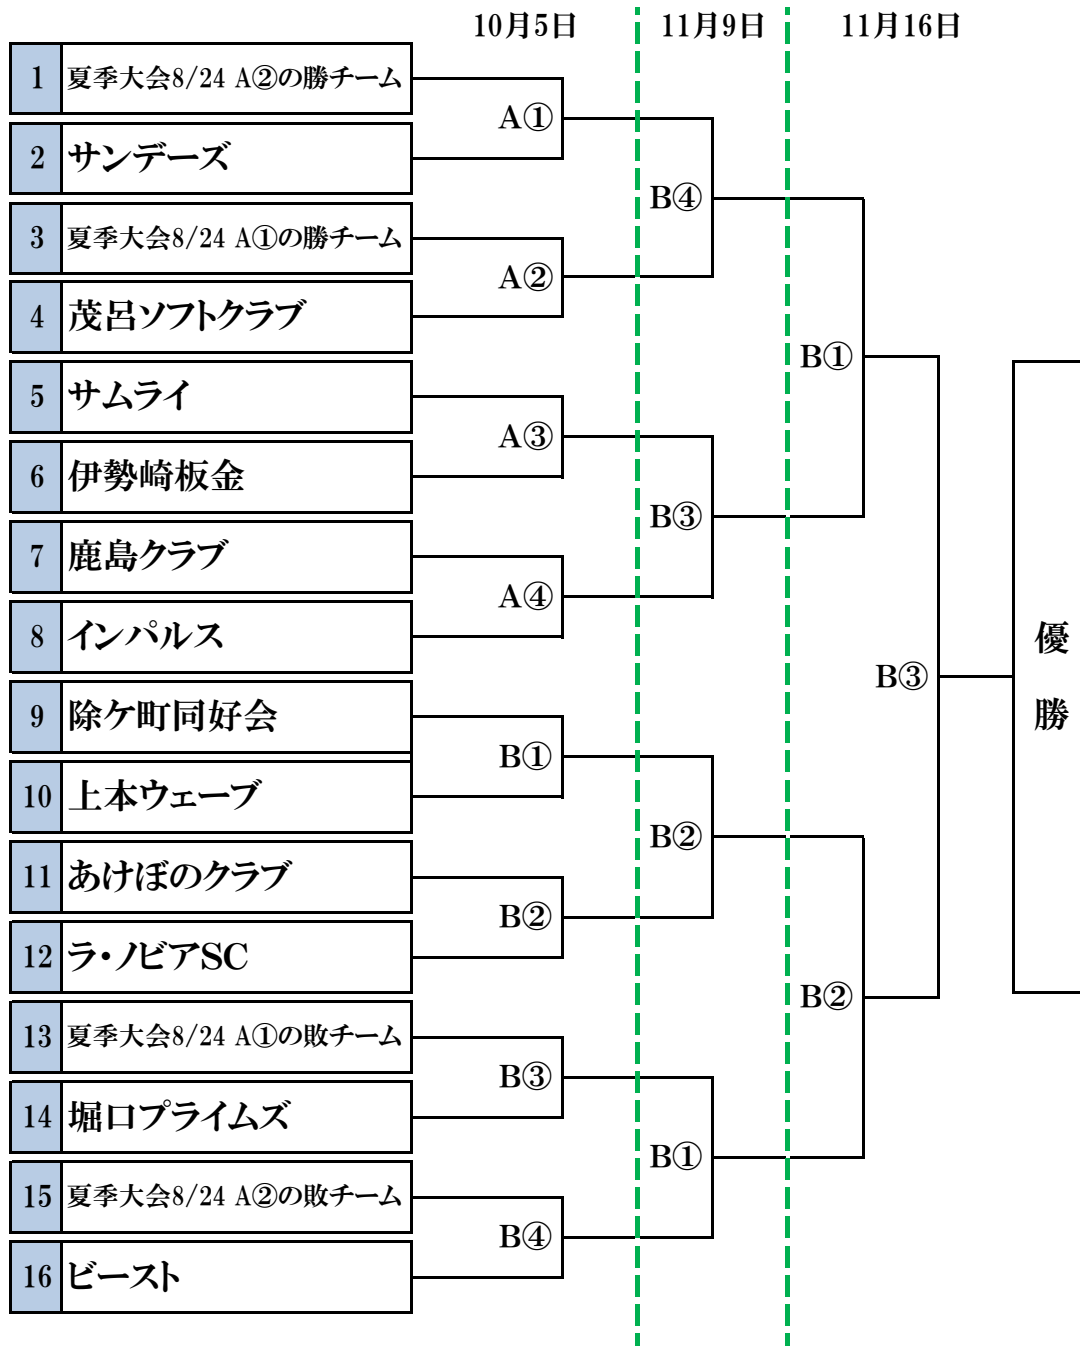 10月5日 11月9日 11月16日
1 夏季大会8/24 A②の勝チーム
A①
2 サンデーズ
B④
3 夏季大会8/24 A①の勝チーム
A②
4 茂呂ソフトクラブ
B①
5 サムライ
A③
6 伊勢崎板金
B③
7 鹿島クラブ
A④
8 インパルス
優勝
B③
9 除ケ町同好会
B①
10 上本ウェーブ
B②
11 あけぼのクラブ
B②
12 ラ・ノビアSC
B②
13 夏季大会8/24 A①の敗チーム
B③
14 堀口プライムズ
B①
15 夏季大会8/24 A②の敗チーム
B④
16 ビースト